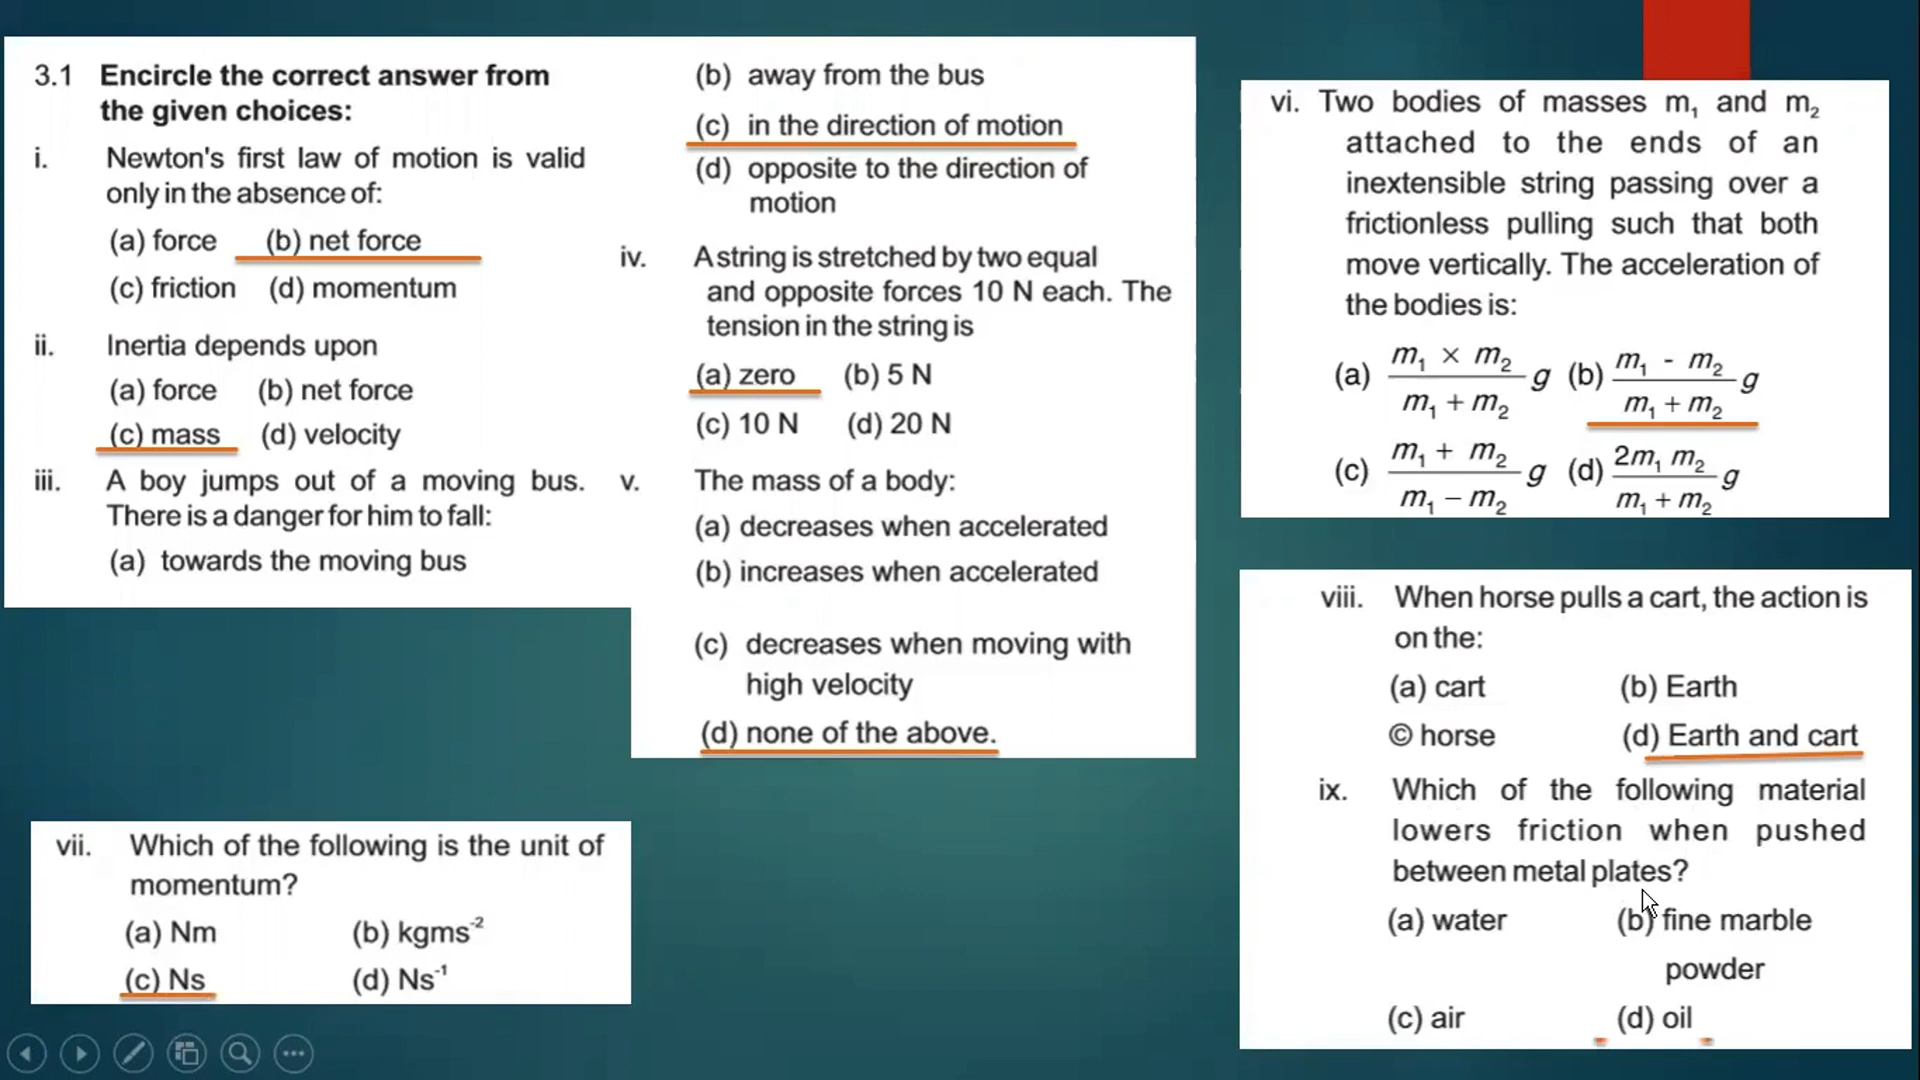 3.1 Encircle the correct answer from
the given choices:
i. Newton's first law of motion is valid
only in the absence of:
(a) force (b) net force
(c) friction (d) momentum
ii. Inertia depends upon
(a) force (b) net force
(c) mass (d) velocity
iii. A boy jumps out of a moving bus.
There is a danger for him to fall:
(a) towards the moving bus
(b) away from the bus
(c) in the direction of motion
(d) opposite to the direction of
motion
iv. A string is stretched by two equal
and opposite forces 10 N each. The
tension in the string is
(a) zero (b) 5 N
(c) 10 N (d) 20 N
v. The mass of a body:
(a) decreases when accelerated
(b) increases when accelerated
(c) decreases when moving with
high velocity
(d) none of the above.
vi. Two bodies of masses m₁ and m₂
attached to the ends of an
inextensible string passing over a
frictionless pulling such that both
move vertically. The acceleration of
the bodies is:
(a) (m₁ × m₂)/(m₁ + m₂) g (b) (m₁ - m₂)/(m₁ + m₂) g
(c) (m₁ + m₂)/(m₁ − m₂) g (d) (2m₁ m₂)/(m₁ + m₂) g
vii. Which of the following is the unit of
momentum?
(a) Nm (b) kgms⁻²
(c) Ns (d) Ns⁻¹
viii. When horse pulls a cart, the action is
on the:
(a) cart (b) Earth
© horse (d) Earth and cart
ix. Which of the following material
lowers friction when pushed
between metal plates?
(a) water (b) fine marble
powder
(c) air (d) oil